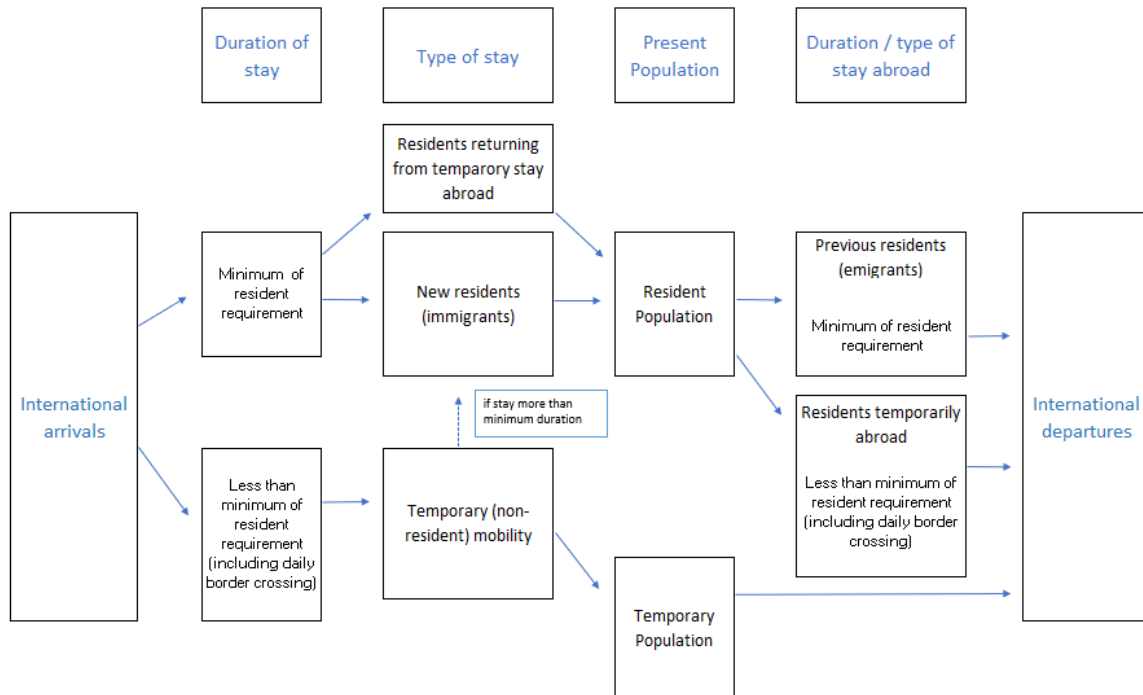 Duration of
stay
Type of stay
Present
Population
Duration / type of
stay abroad
Residents returning
from temparory stay
abroad
International
arrivals
Minimum of
resident
requirement
New residents
(immigrants)
Resident
Population
Previous residents
(emigrants)
Minimum of resident
requirement
International
departures
if stay more than
minimum duration
Less than
minimum of
resident
requirement
(including daily
border crossing)
Temporary (non-
resident) mobility
Residents temporarily
abroad
Less than minimum of
resident requirement
(including daily border
crossing)
Temporary
Population